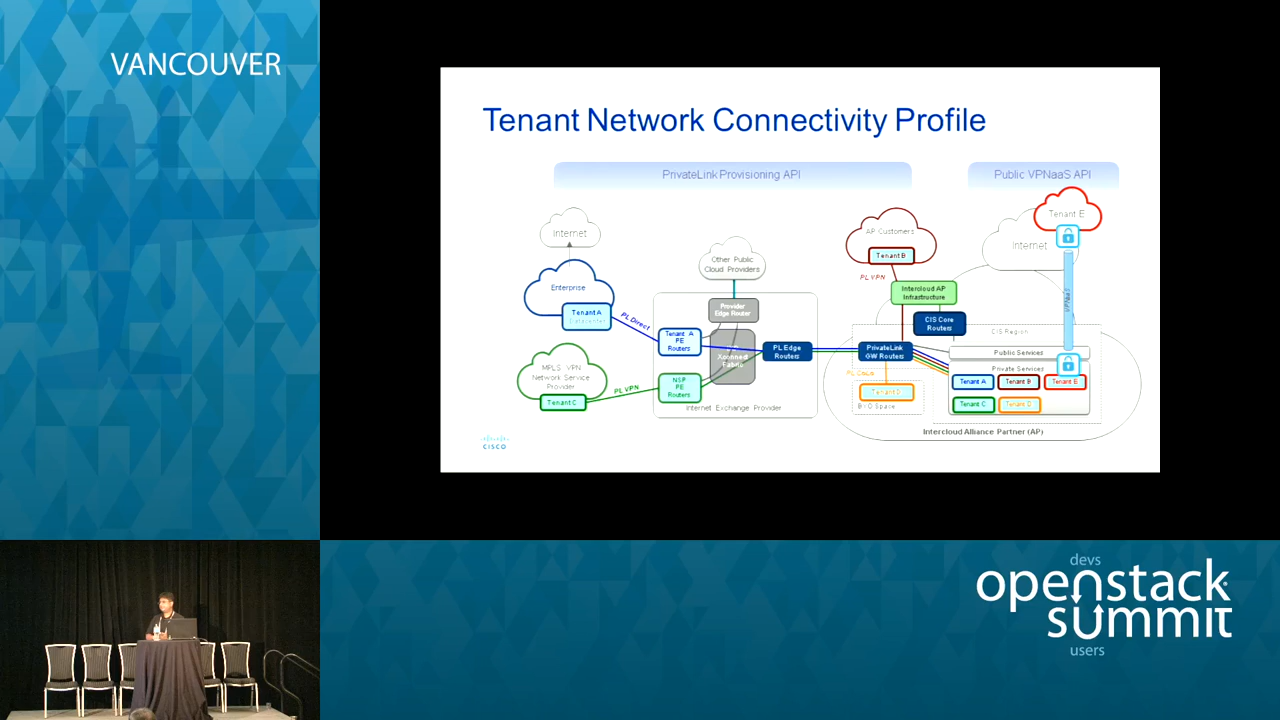 VANCOUVER
Tenant Network Connectivity Profile
PrivateLink Provisioning API
Public VPNaaS API
Internet
Enterprise
Tenant A
Datacenter
PL Direct
MPLS VPN
Network Service
Provider
Tenant C
PL VPN
Other Public
Cloud Providers
Provider
Edge Router
Tenant A
PE
Routers
Xconnect
Fabric
NSP
PE
Routers
Internet Exchange Provider
PL Edge
Routers
AP Customers
Tenant B
PL VPN
Intercloud AP
Infrastructure
CIS Core
Routers
PrivateLink
GW Routers
Space
Tenant E
Internet
VPNaaS
CIS Region
Public Services
Private Services
Tenant A
Tenant B
Tenant E
Tenant C
Tenant D
Intercloud Alliance Partner (AP)
CISCO
devs
openstack
summit
users